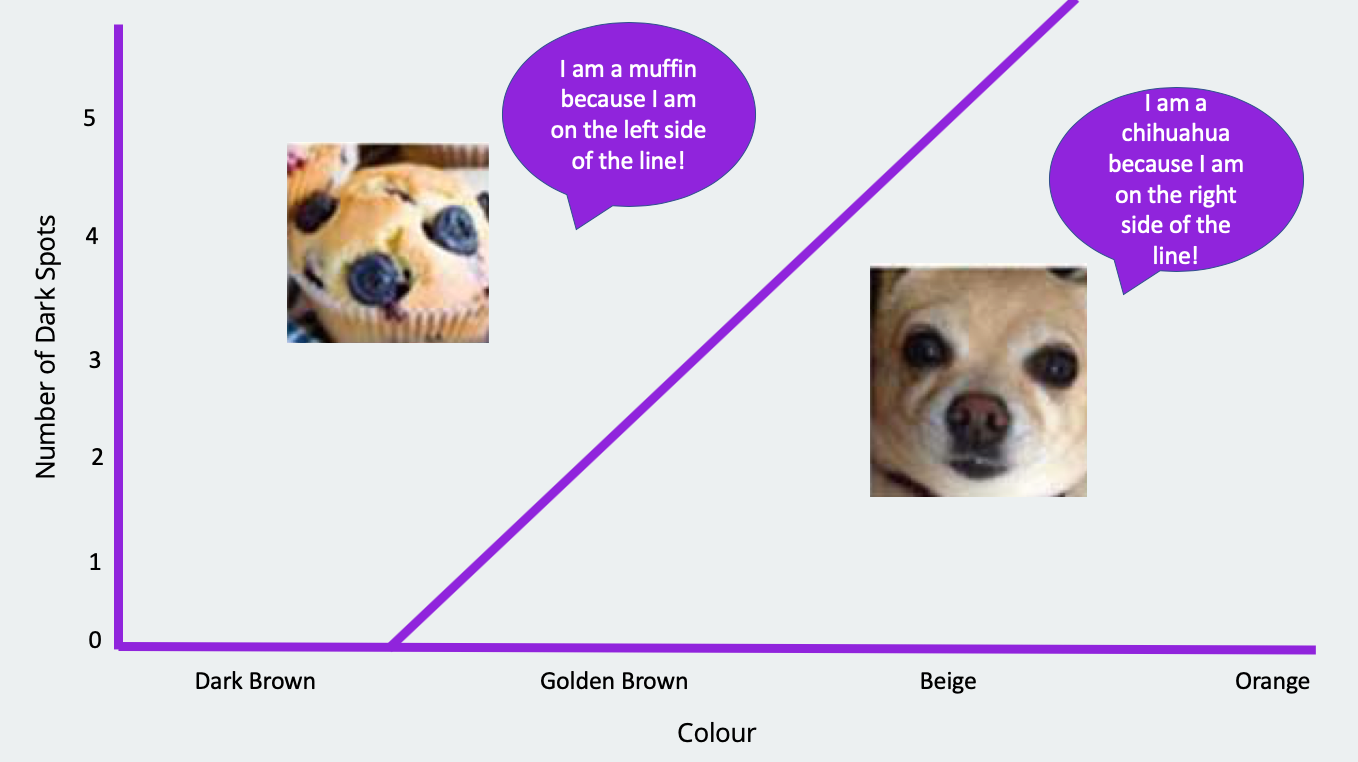 I am a muffin
because I am
on the left side
of the line!
I am a
chihuahua
because I am
on the right
side of the
line!
Number of Dark Spots
5
4
3
2
1
0
Dark Brown
Golden Brown
Beige
Orange
Colour